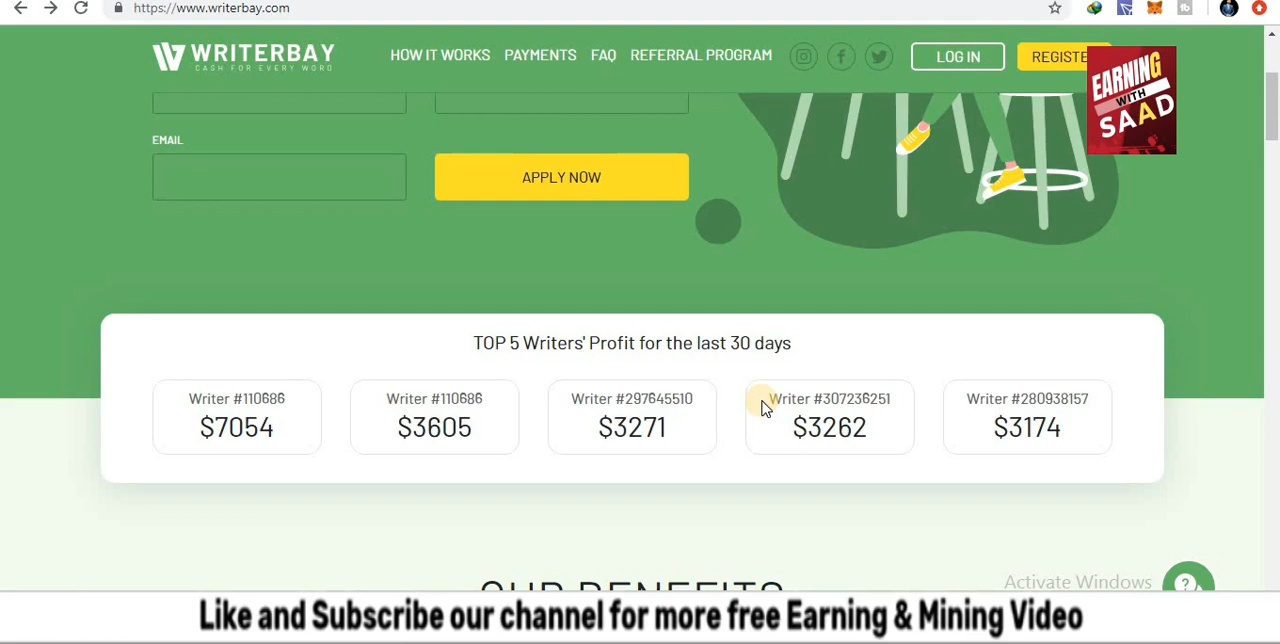 https://www.writerbay.com
WRITERBAY
CASH FOR EVERY WORD
HOW IT WORKS
PAYMENTS
FAQ
REFERRAL PROGRAM
LOG IN
REGISTE
EARNING
WITH
SAAD
EMAIL
APPLY NOW
TOP 5 Writers' Profit for the last 30 days
Writer #110686
$7054
Writer #110686
$3605
Writer #297645510
$3271
Writer #307236251
$3262
Writer #280938157
$3174
OUR BENEFITS
Activate Windows
Like and Subscribe our channel for more free Earning & Mining Video